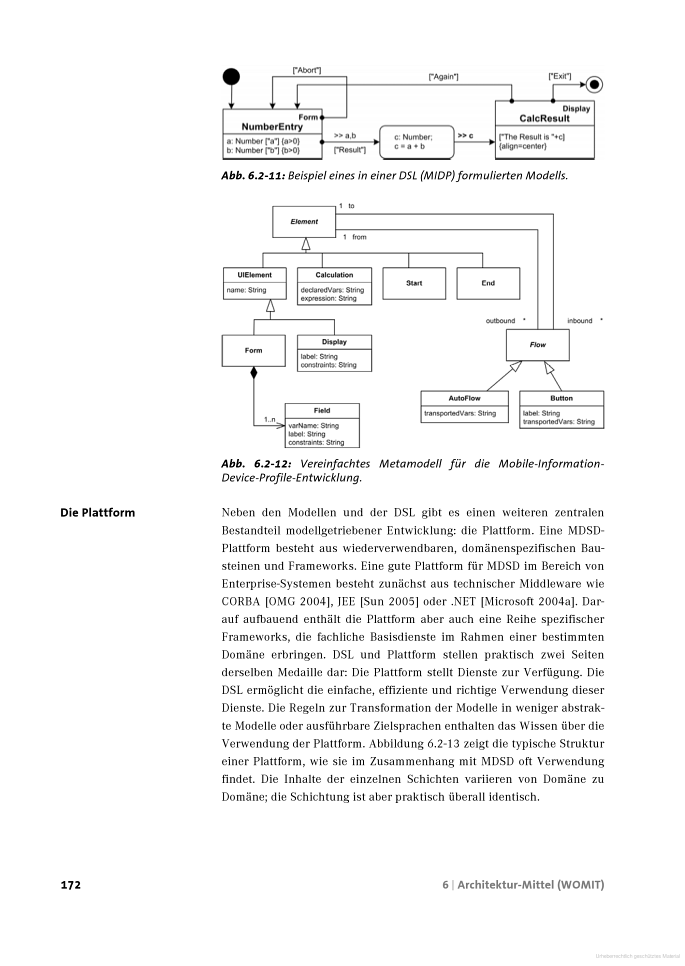 ["Abort"]
["Again"]
["Exit"]
Form
NumberEntry
a: Number ["a"] {a>0}
b: Number ["b"] {b>0}
>> a,b
["Result"]
c: Number;
c = a + b
>> c
Display
CalcResult
["The Result is "+c]
{align=center}
Abb. 6.2-11: Beispiel eines in einer DSL (MIDP) formulierten Modells.
1 to
Element
1 from
UIElement
name: String
Calculation
declaredVars: String
expression: String
Start
End
outbound *
inbound *
Form
Display
label: String
constraints: String
Flow
AutoFlow
transportedVars: String
Button
label: String
transportedVars: String
1..n
Field
varName: String
label: String
constraints: String
Abb. 6.2-12: Vereinfachtes Metamodell für die Mobile-Information-
Device-Profile-Entwicklung.
Die Plattform
Neben den Modellen und der DSL gibt es einen weiteren zentralen
Bestandteil modellgetriebener Entwicklung: die Plattform. Eine MDSD-
Plattform besteht aus wiederverwendbaren, domänenspezifischen Bau-
steinen und Frameworks. Eine gute Plattform für MDSD im Bereich von
Enterprise-Systemen besteht zunächst aus technischer Middleware wie
CORBA [OMG 2004], JEE [Sun 2005] oder .NET [Microsoft 2004a]. Dar-
auf aufbauend enthält die Plattform aber auch eine Reihe spezifischer
Frameworks, die fachliche Basisdienste im Rahmen einer bestimmten
Domäne erbringen. DSL und Plattform stellen praktisch zwei Seiten
derselben Medaille dar: Die Plattform stellt Dienste zur Verfügung. Die
DSL ermöglicht die einfache, effiziente und richtige Verwendung dieser
Dienste. Die Regeln zur Transformation der Modelle in weniger abstrak-
te Modelle oder ausführbare Zielsprachen enthalten das Wissen über die
Verwendung der Plattform. Abbildung 6.2-13 zeigt die typische Struktur
einer Plattform, wie sie im Zusammenhang mit MDSD oft Verwendung
findet. Die Inhalte der einzelnen Schichten variieren von Domäne zu
Domäne; die Schichtung ist aber praktisch überall identisch.
172
6 | Architektur-Mittel (WOMIT)
Urheberrechtlich geschütztes Material